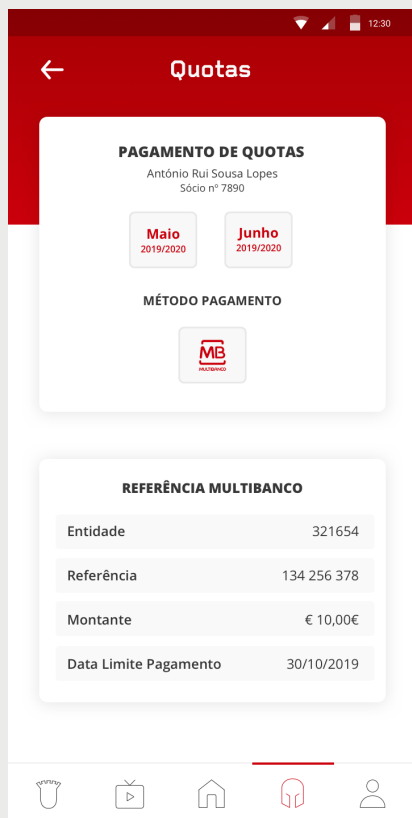 12:30
Quotas
PAGAMENTO DE QUOTAS
António Rui Sousa Lopes
Sócio nº 7890
Maio
2019/2020
Junho
2019/2020
MÉTODO PAGAMENTO
MB
MULTIBANCO
REFERÊNCIA MULTIBANCO
Entidade 321654
Referência 134 256 378
Montante € 10,00€
Data Limite Pagamento 30/10/2019